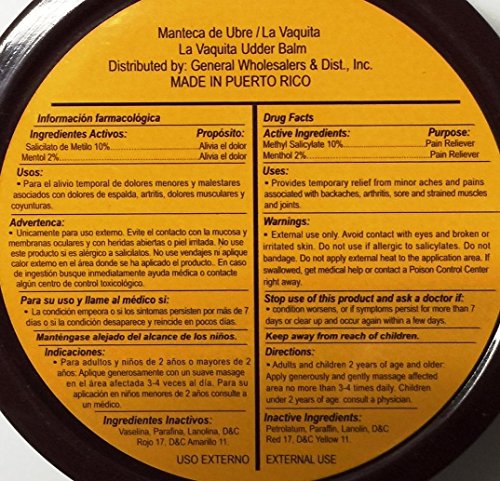 Manteca de Ubre / La Vaquita
La Vaquita Udder Balm
Distributed by: General Wholesalers & Dist., Inc.
MADE IN PUERTO RICO
Información farmacológica
Ingredientes Activos: Propósito:
Salicilato de Metilo 10% Alivia el dolor
Mentol 2% Alivia el dolor
Usos:
• Para el alivio temporal de dolores menores y malestares
asociados con dolores de espalda, artritis, dolores musculares y
coyunturas.
Advertenca:
• Unicamente para uso externo. Evite el contacto con la mucosa y
membranas oculares y con heridas abiertas o piel irritada. No use
este producto si es alérgico a salicilatos. No use vendajes ni aplique
calor externo en el área donde se ha aplicado el producto. En caso
de ingestión busque inmediatamente ayuda médica o contacte
algún centro de control toxicológico.
Para su uso y llame al médico si:
• La condición empeora o si los síntomas persisten por más de 7
días o si la condición desaparece y reincide en pocos días.
Manténgase alejado del alcance de los niños.
Indicaciones:
• Para adultos y niños de 2 años o mayores de 2
años: Aplique generosamente con un suave masage
en el área afectada 3-4 veces al día. Para su
aplicación en niños menores de 2 años consulte a
un médico.
Ingredientes Inactivos:
Vaselina, Parafina, Lanolina, D&C
Rojo 17, D&C Amarillo 11.
USO EXTERNO
Drug Facts
Active Ingredients: Purpose:
Methyl Salicylate 10% Pain Reliever
Menthol 2% Pain Reliever
Uses:
• Provides temporary relief from minor aches and pains
associated with backaches, arthritis, sore and strained muscles
and joints.
Warnings:
• External use only. Avoid contact with eyes and broken or
irritated skin. Do not use if allergic to salicylates. Do not
bandage. Do not apply external heat to the application area. If
swallowed, get medical help or contact a Poison Control Center
right away.
Stop use of this product and ask a doctor if:
• condition worsens, or if symptoms persist for more than 7
days or clear up and occur again within a few days.
Keep away from reach of children.
Directions:
• Adults and children 2 years of age and older:
Apply generously and gently massage affected
area no more than 3-4 times daily. Children
under 2 years of age: consult a physician.
Inactive Ingredients:
Petrolatum, Paraffin, Lanolin, D&C
Red 17, D&C Yellow 11.
EXTERNAL USE